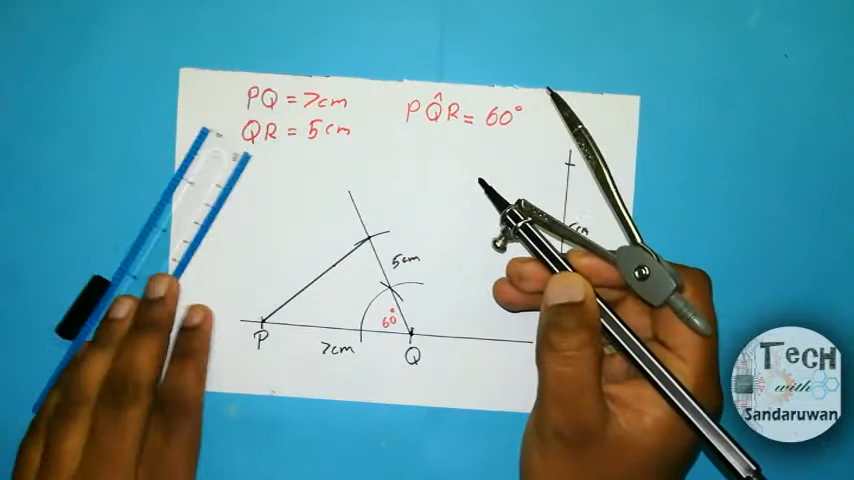 PQ = 7cm
PQ̂R = 60°
QR = 5cm
5cm
60°
P
7cm
Q
TECH
with
Sandaruwan